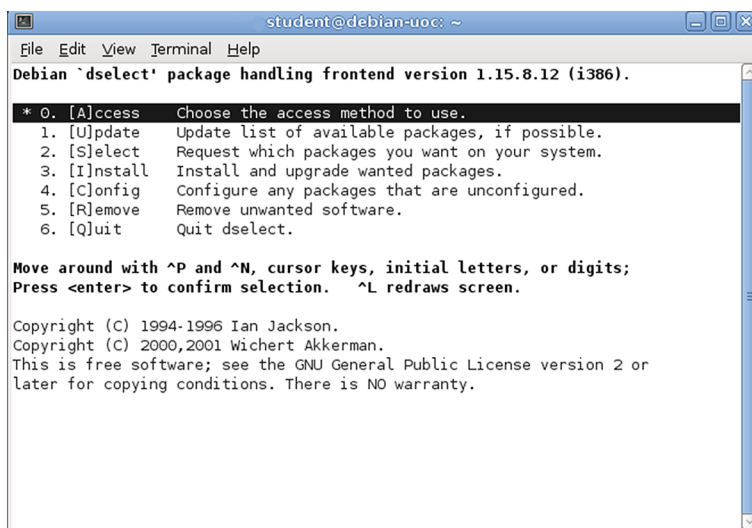 student@debian-uoc: ~
File Edit View Terminal Help
Debian `dselect' package handling frontend version 1.15.8.12 (i386).
* 0. [A]ccess Choose the access method to use.
1. [U]pdate Update list of available packages, if possible.
2. [S]elect Request which packages you want on your system.
3. [I]nstall Install and upgrade wanted packages.
4. [C]onfig Configure any packages that are unconfigured.
5. [R]emove Remove unwanted software.
6. [Q]uit Quit dselect.
Move around with ^P and ^N, cursor keys, initial letters, or digits;
Press <enter> to confirm selection. ^L redraws screen.
Copyright (C) 1994-1996 Ian Jackson.
Copyright (C) 2000,2001 Wichert Akkerman.
This is free software; see the GNU General Public License version 2 or
later for copying conditions. There is NO warranty.